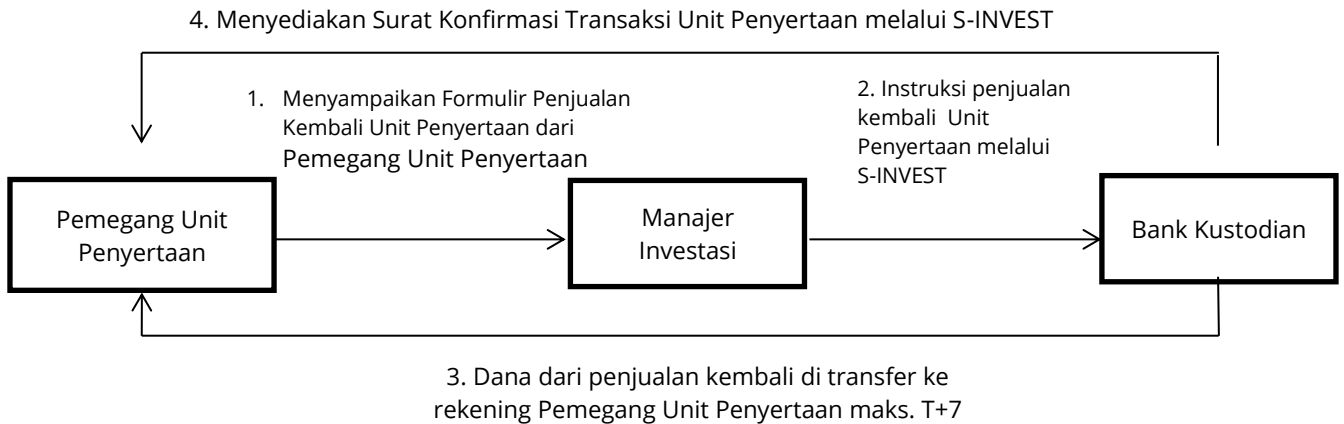 4. Menyediakan Surat Konfirmasi Transaksi Unit Penyertaan melalui S-INVEST
1. Menyampaikan Formulir Penjualan
Kembali Unit Penyertaan dari
Pemegang Unit Penyertaan
2. Instruksi penjualan
kembali Unit
Penyertaan melalui
S-INVEST
Pemegang Unit
Penyertaan
Manajer
Investasi
Bank Kustodian
3. Dana dari penjualan kembali di transfer ke
rekening Pemegang Unit Penyertaan maks. T+7